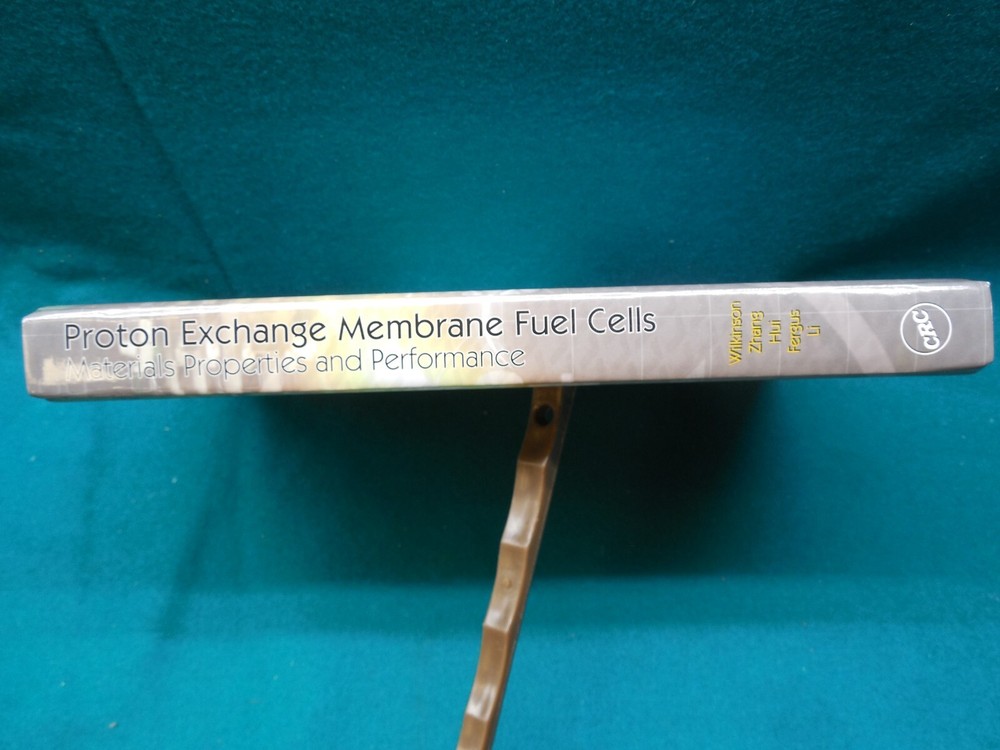 Proton Exchange Membrane Fuel Cells
Materials Properties and Performance
Wilkinson
Zhang
Hui
Fergus
Li
CRC